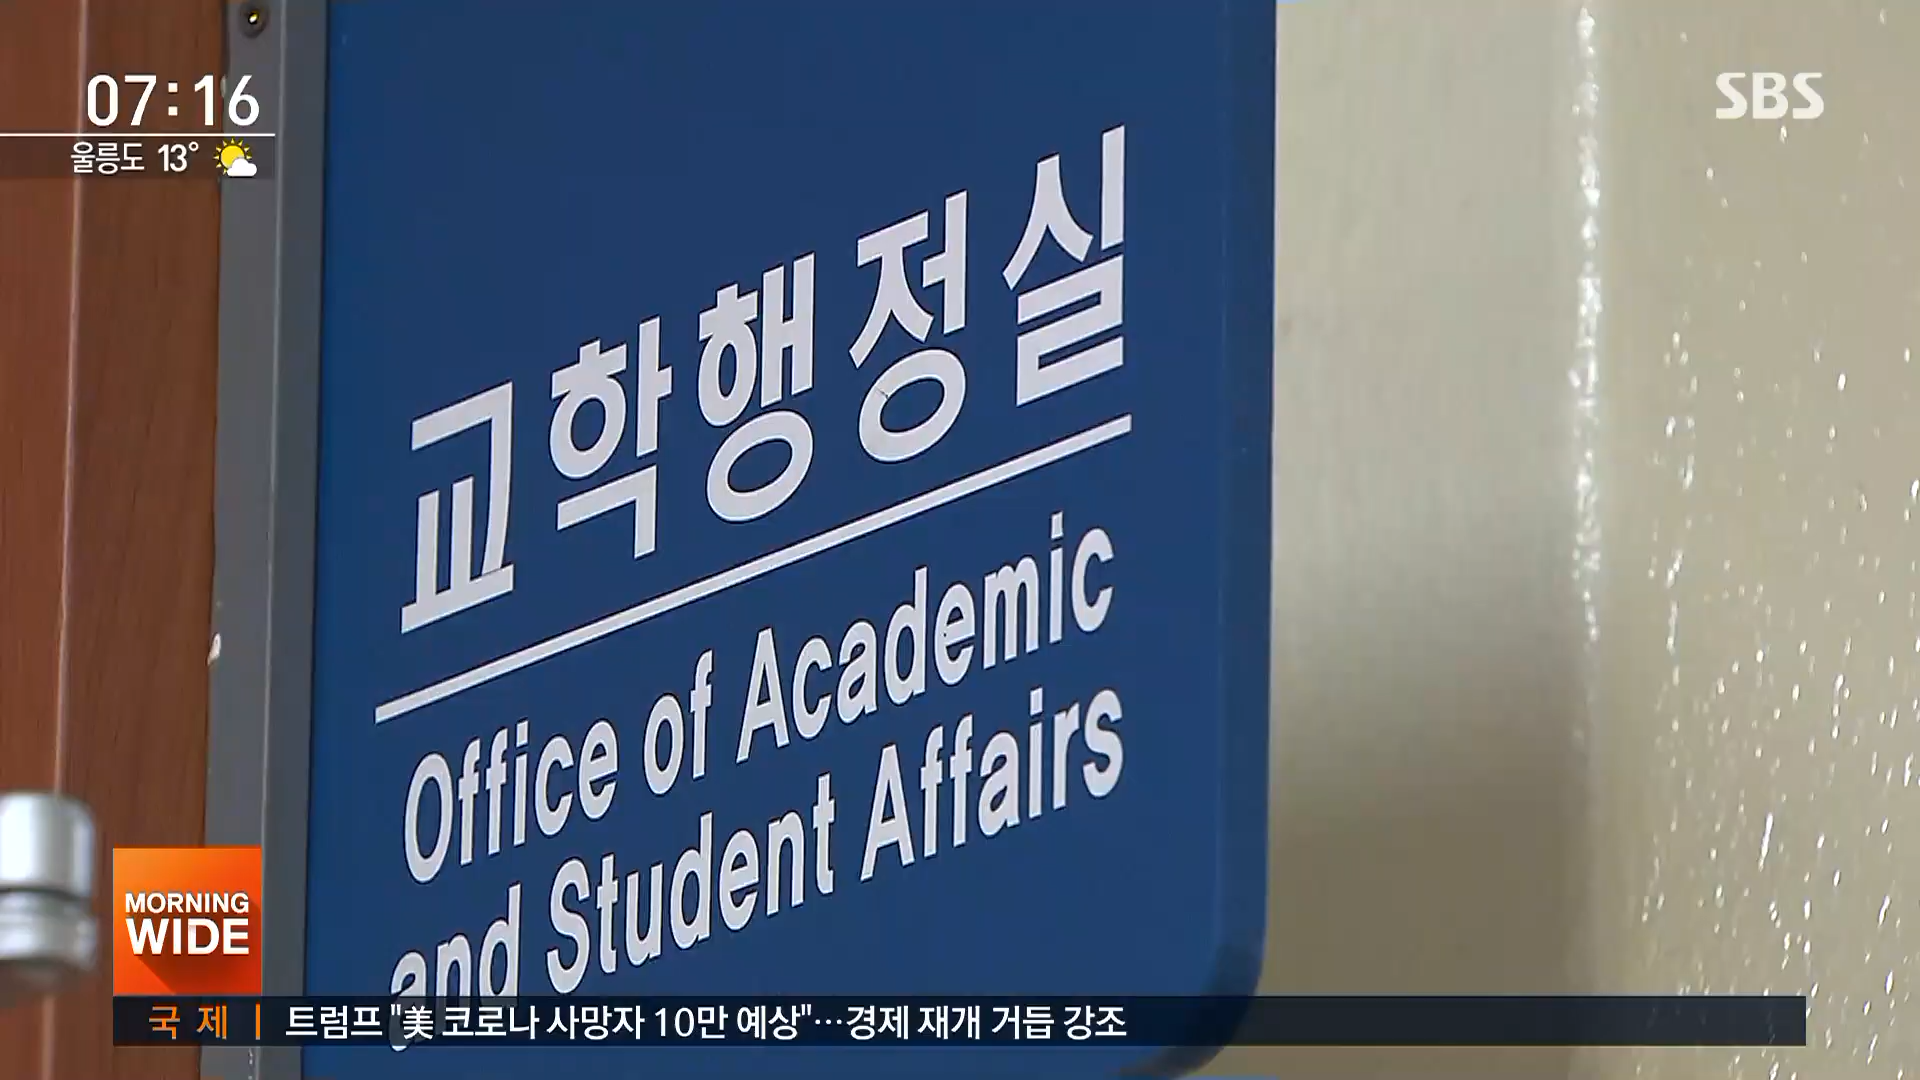 07:16
울릉도 13°
SBS
교학행정실
Office of Academic
and Student Affairs
MORNING
WIDE
국제 | 트럼프 "美 코로나 사망자 10만 예상"…경제 재개 거듭 강조